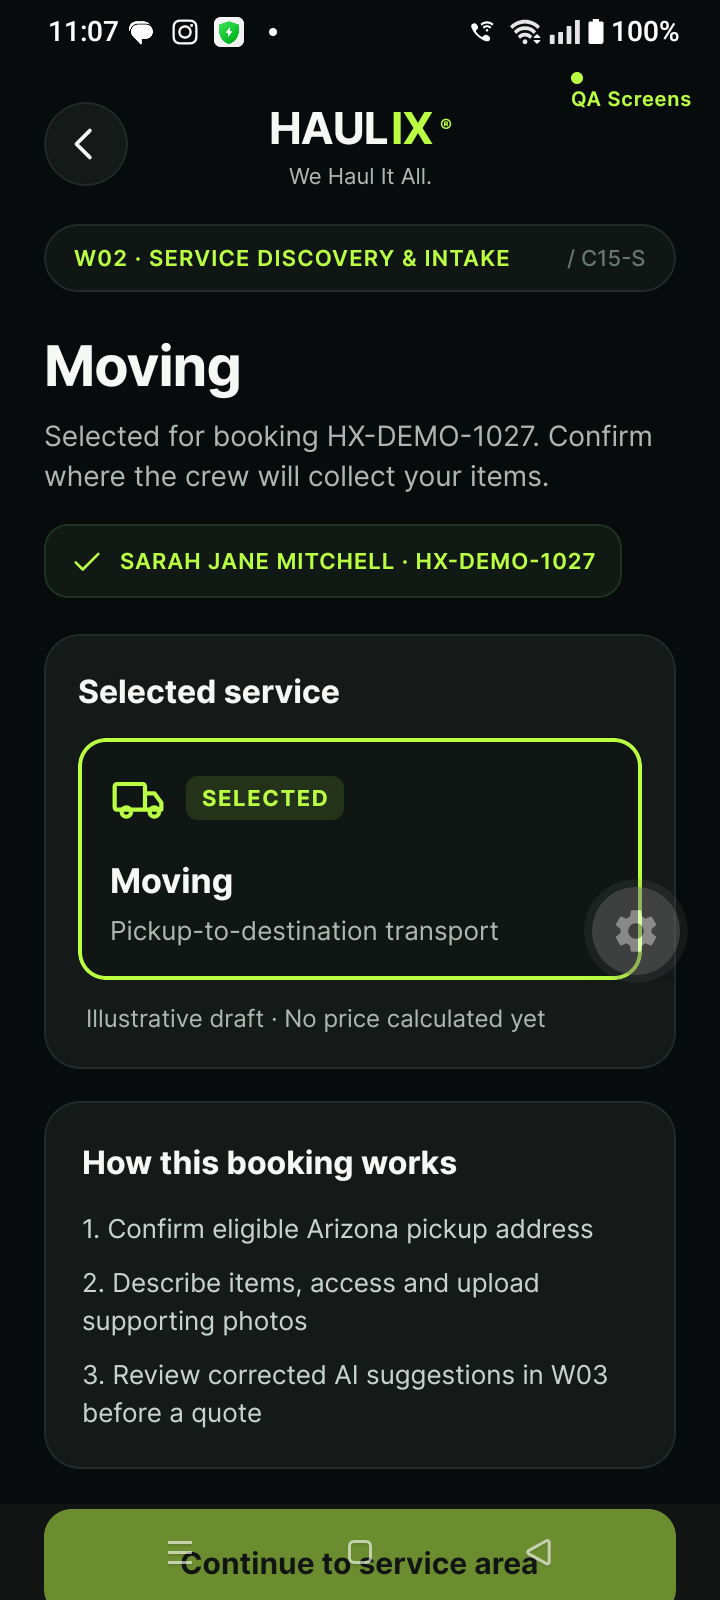 11:07
100%
QA Screens
HAULIX ®
We Haul It All.
W02 · SERVICE DISCOVERY & INTAKE / C15-S
Moving
Selected for booking HX-DEMO-1027. Confirm
where the crew will collect your items.
SARAH JANE MITCHELL · HX-DEMO-1027
Selected service
SELECTED
Moving
Pickup-to-destination transport
Illustrative draft · No price calculated yet
How this booking works
1. Confirm eligible Arizona pickup address
2. Describe items, access and upload
supporting photos
3. Review corrected AI suggestions in W03
before a quote
Continue to service area